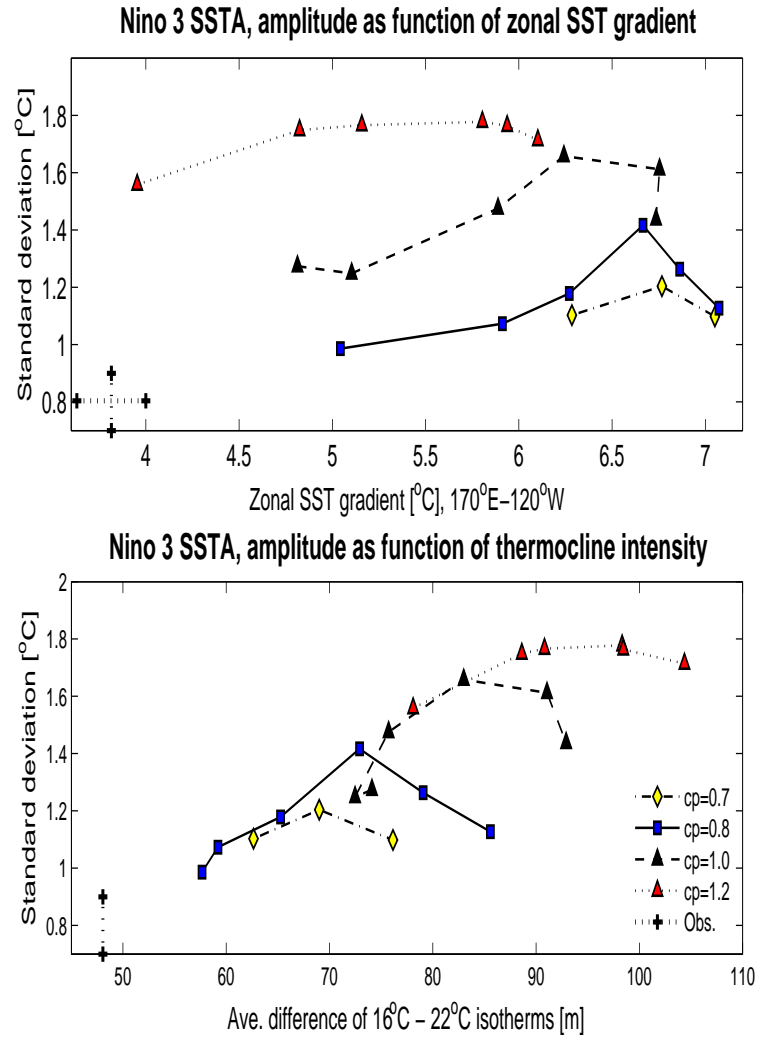 Nino 3 SSTA, amplitude as function of zonal SST gradient
Standard deviation [°C]
1.8
1.6
1.4
1.2
1
0.8
4 4.5 5 5.5 6 6.5 7
Zonal SST gradient [°C], 170°E−120°W
Nino 3 SSTA, amplitude as function of thermocline intensity
Standard deviation [°C]
2
1.8
1.6
1.4
1.2
1
0.8
cp=0.7
cp=0.8
cp=1.0
cp=1.2
Obs.
50 60 70 80 90 100 110
Ave. difference of 16°C − 22°C isotherms [m]